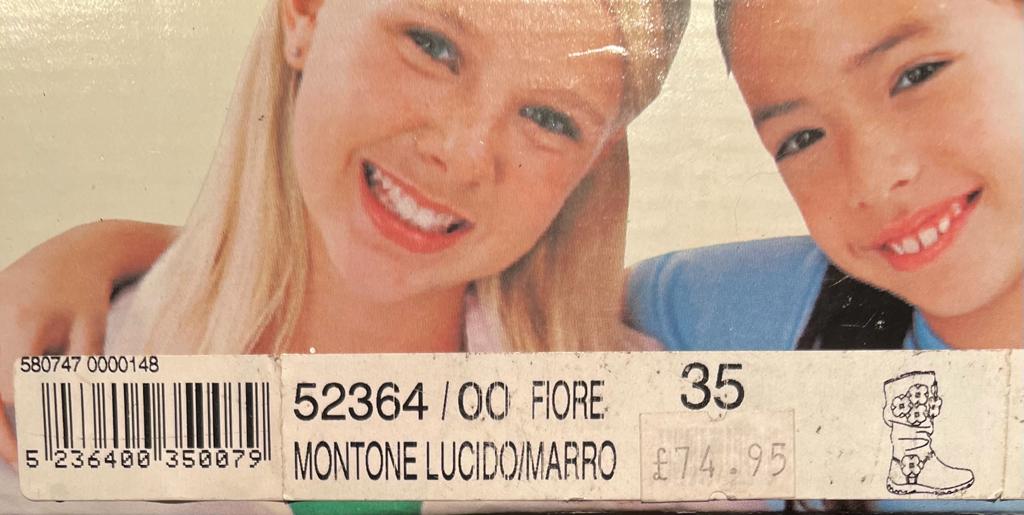 580747 0000148
5 236400 350079
52364 / 00 FIORE 35
MONTONE LUCIDO/MARRO
£74.95